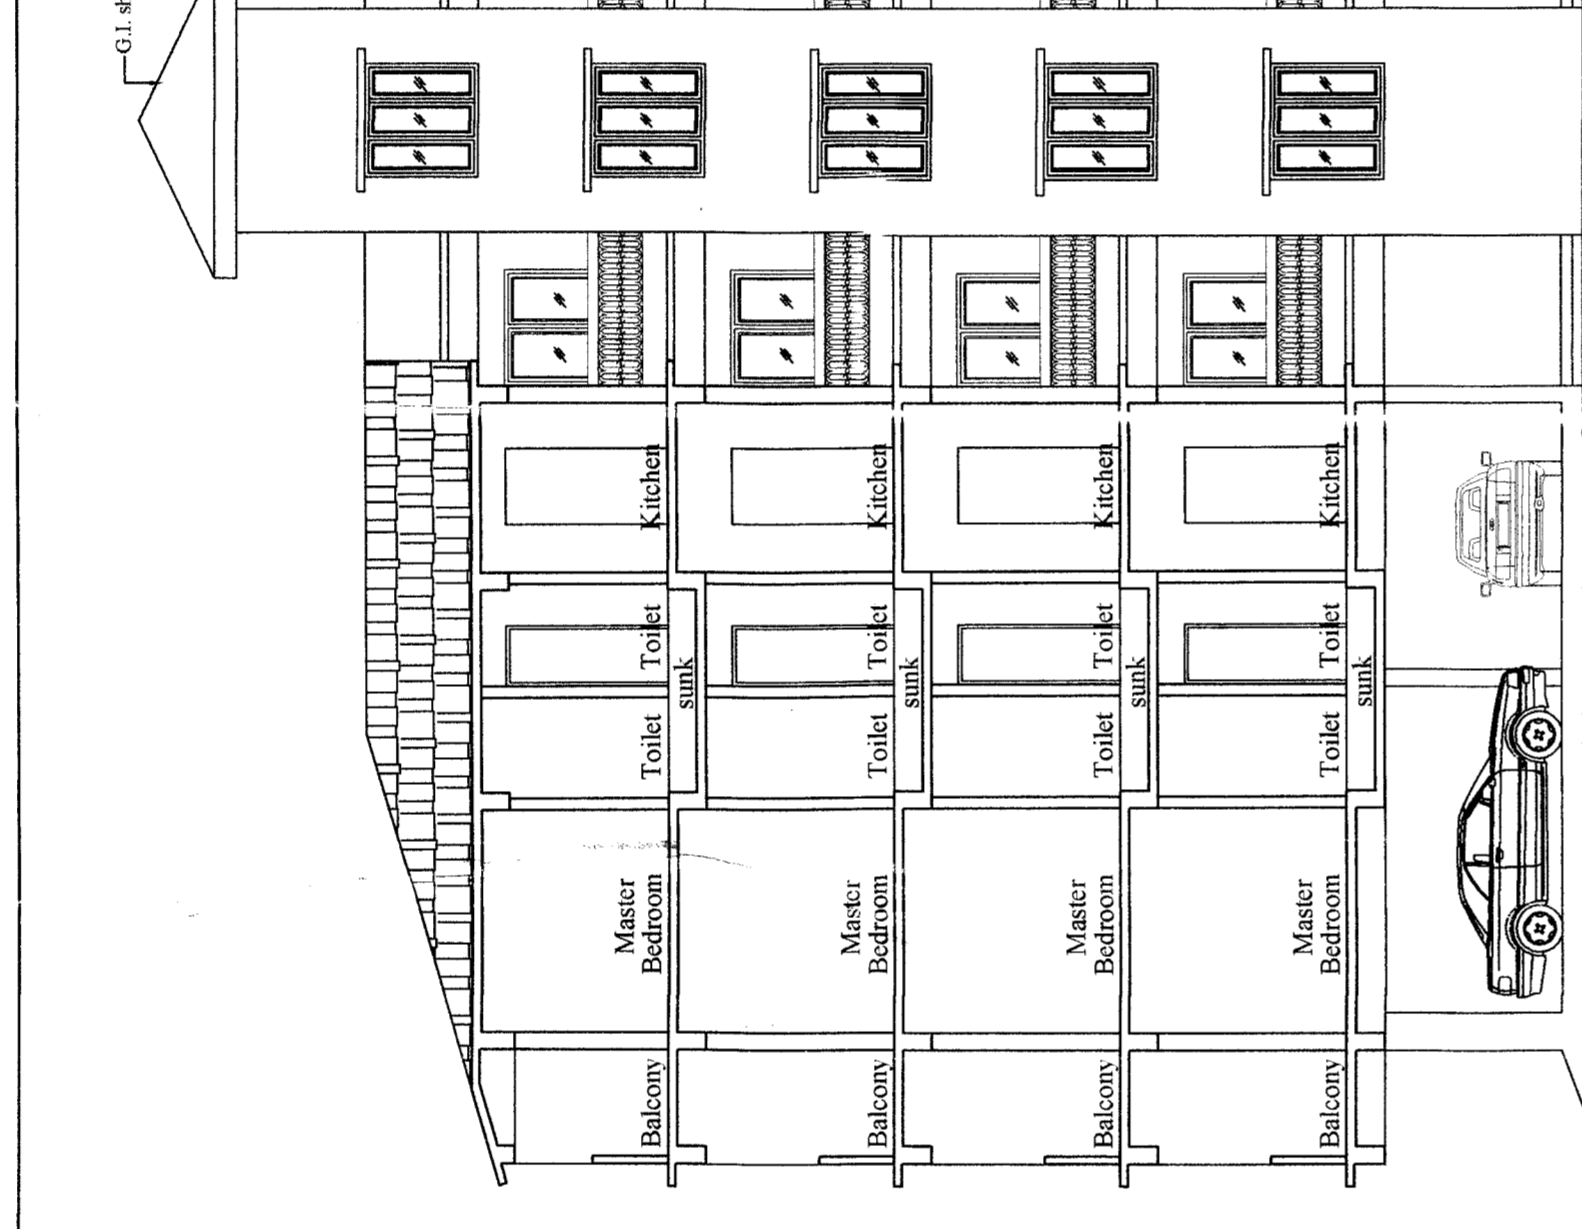 G.I. sh
Balcony
Master
Bedroom
Toilet
Toilet
Kitchen
sunk
Balcony
Master
Bedroom
Toilet
Toilet
Kitchen
sunk
Balcony
Master
Bedroom
Toilet
Toilet
Kitchen
sunk
Balcony
Master
Bedroom
Toilet
Toilet
Kitchen
sunk